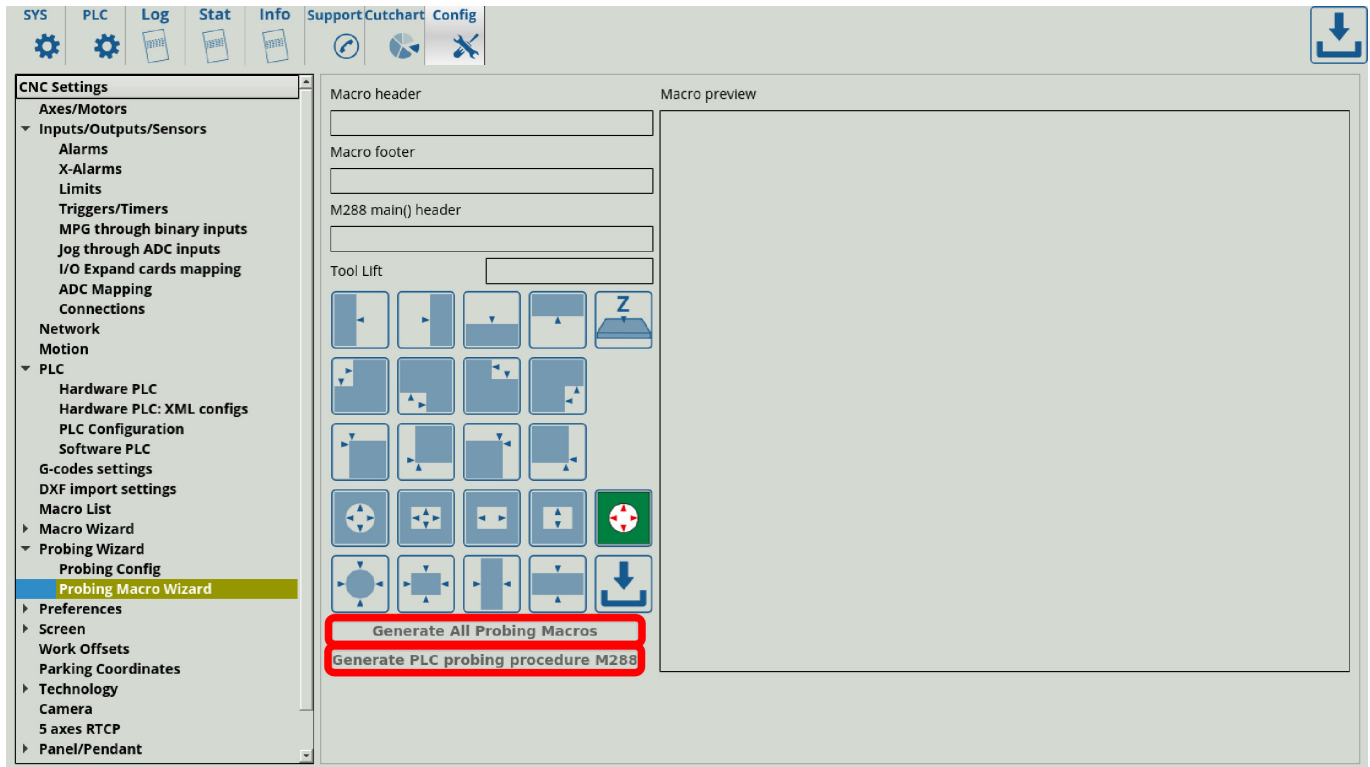 SYS PLC Log Stat Info Support Cutchart Config
CNC Settings
Axes/Motors
Inputs/Outputs/Sensors
Alarms
X-Alarms
Limits
Triggers/Timers
MPG through binary inputs
Jog through ADC inputs
I/O Expand cards mapping
ADC Mapping
Connections
Network
Motion
PLC
Hardware PLC
Hardware PLC: XML configs
PLC Configuration
Software PLC
G-codes settings
DXF import settings
Macro List
Macro Wizard
Probing Wizard
Probing Config
Probing Macro Wizard
Preferences
Screen
Work Offsets
Parking Coordinates
Technology
Camera
5 axes RTCP
Panel/Pendant
Macro header
Macro footer
M288 main() header
Tool Lift
Z
Generate All Probing Macros
Generate PLC probing procedure M288
Macro preview